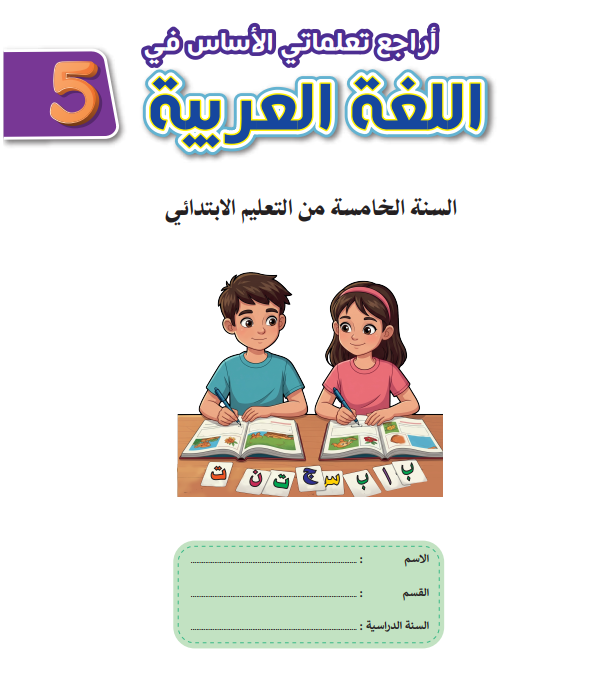 أراجع تعلماتي الأساس في
5
اللغة العربية
السنة الخامسة من التعليم الابتدائي
ت ن ت ج س ب ا ب
الاسم :
القسم :
السنة الدراسية :